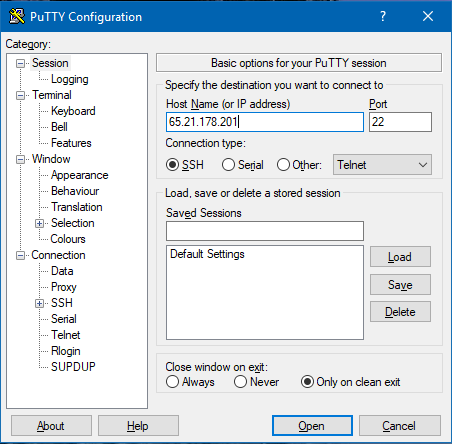 PuTTY Configuration ? ×
Category:
Session
Logging
Terminal
Keyboard
Bell
Features
Window
Appearance
Behaviour
Translation
Selection
Colours
Connection
Data
Proxy
SSH
Serial
Telnet
Rlogin
SUPDUP
Basic options for your PuTTY session
Specify the destination you want to connect to
Host Name (or IP address) Port
65.21.178.201 22
Connection type:
SSH Serial Other: Telnet
Load, save or delete a stored session
Saved Sessions
Default Settings
Load
Save
Delete
Close window on exit:
Always Never Only on clean exit
About Help Open Cancel